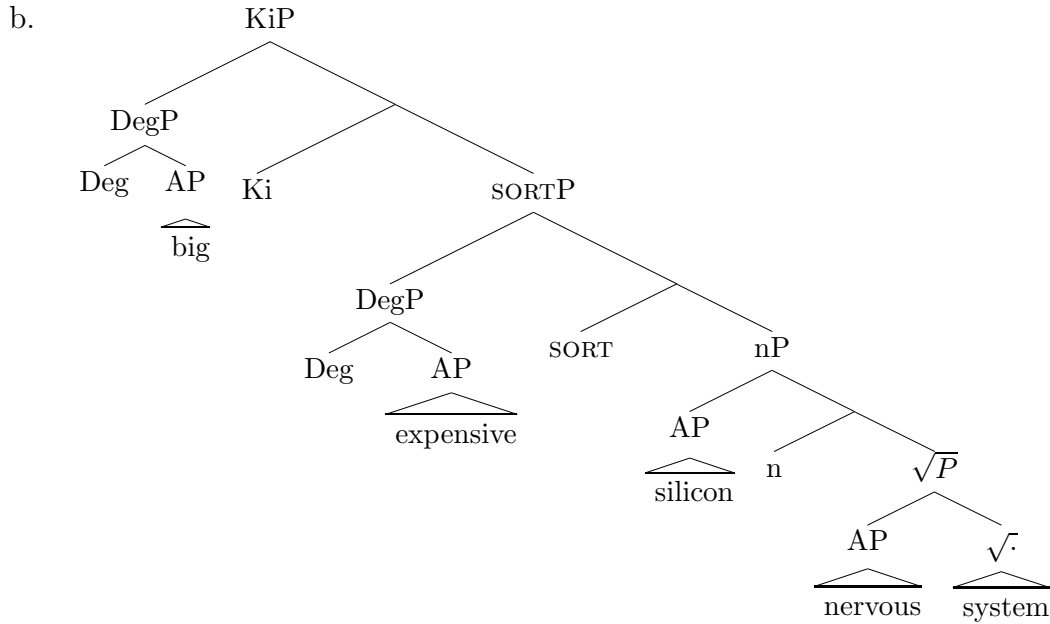 b. KiP
DegP
Deg AP Ki SORTP
big
DegP
Deg AP SORT nP
expensive
AP
n √P
silicon
AP √.
nervous system